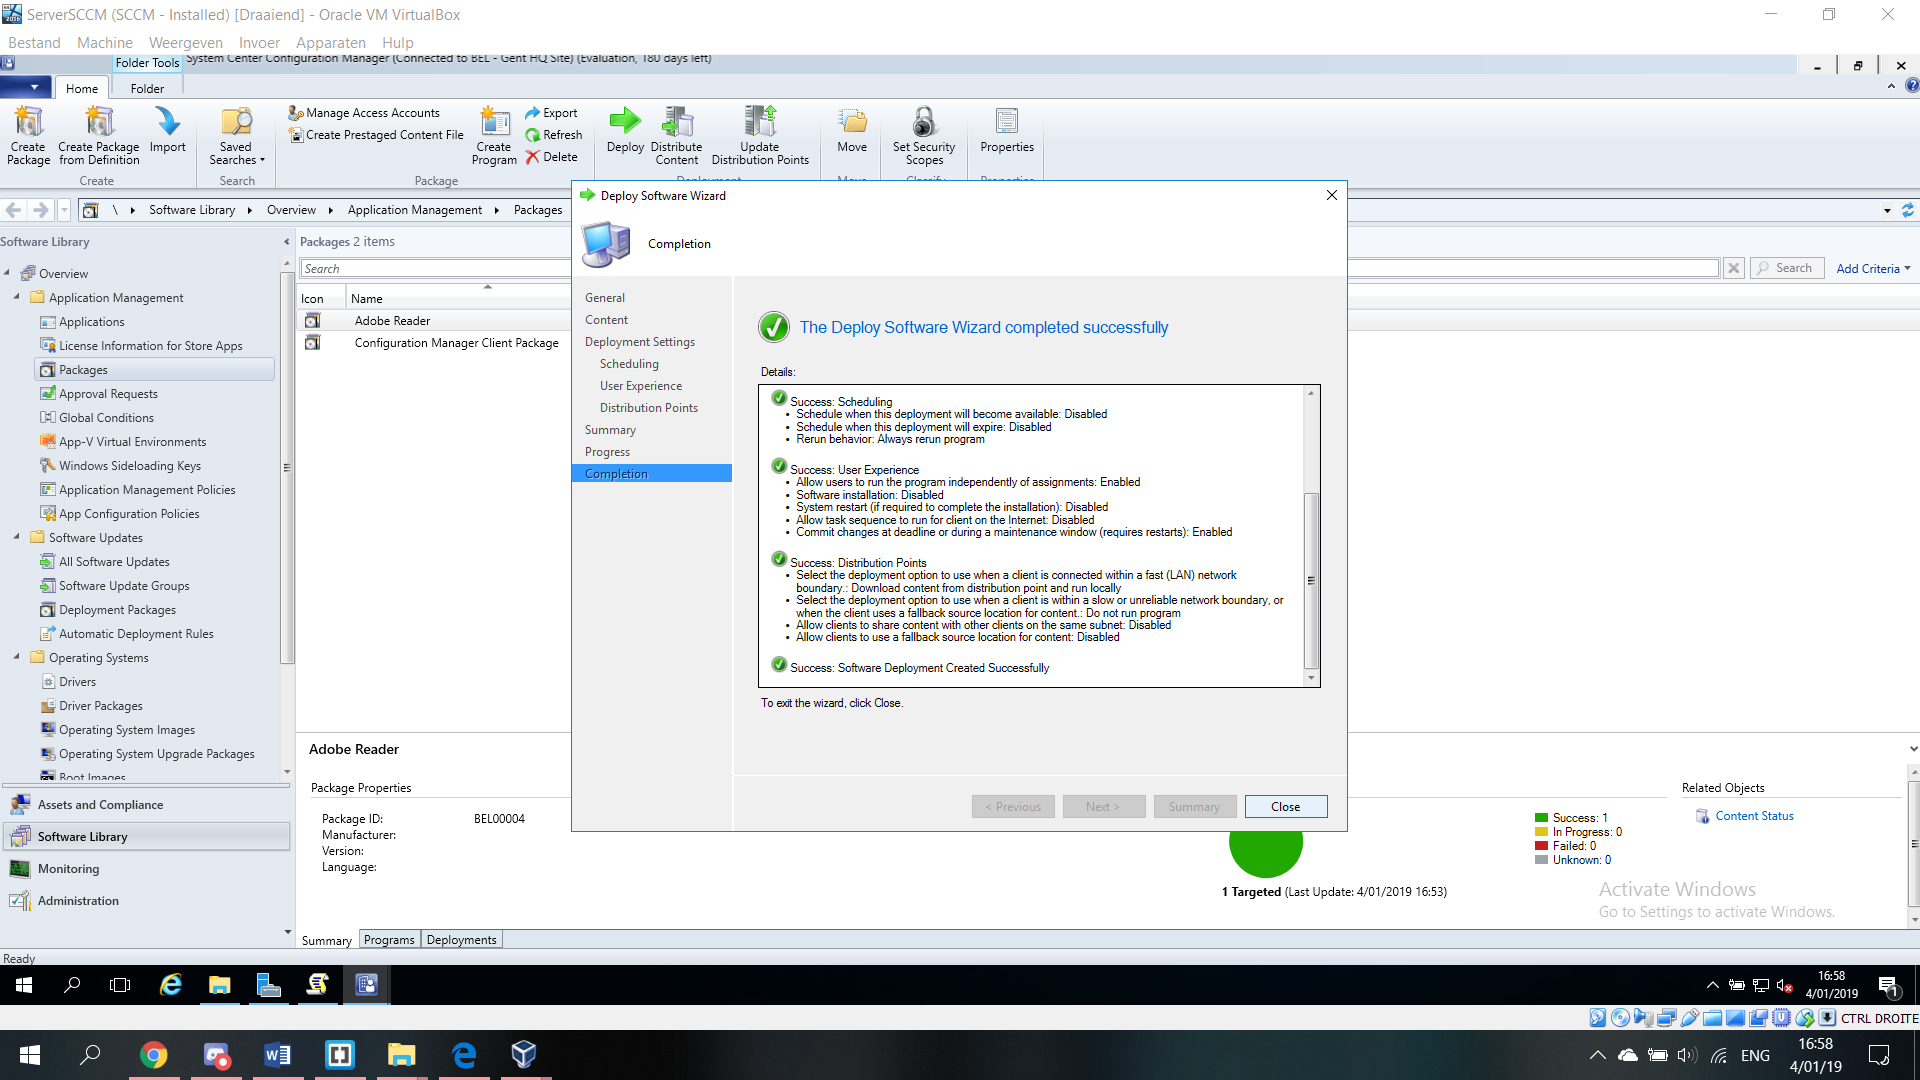 ServerSCCM (SCCM - Installed) [Draaiend] - Oracle VM VirtualBox
Bestand Machine Weergeven Invoer Apparaten Hulp
Folder Tools System Center Configuration Manager (Connected to BEL - Gent HQ Site) (Evaluation, 180 days left)
Home Folder
Create Package
Create Package from Definition
Import
Saved Searches
Manage Access Accounts
Create Prestaged Content File
Create Program
Export
Refresh
Delete
Deploy
Distribute Content
Update Distribution Points
Move
Set Security Scopes
Properties
Create Search Package Deployment Move Classify Properties
\ Software Library Overview Application Management Packages
Software Library
Overview
Application Management
Applications
License Information for Store Apps
Packages
Approval Requests
Global Conditions
App-V Virtual Environments
Windows Sideloading Keys
Application Management Policies
App Configuration Policies
Software Updates
All Software Updates
Software Update Groups
Deployment Packages
Automatic Deployment Rules
Operating Systems
Drivers
Driver Packages
Operating System Images
Operating System Upgrade Packages
Boot Images
Assets and Compliance
Software Library
Monitoring
Administration
Packages 2 items
Search
Search
Add Criteria
Icon Name
Adobe Reader
Configuration Manager Client Package
Deploy Software Wizard
Completion
General
Content
Deployment Settings
Scheduling
User Experience
Distribution Points
Summary
Progress
Completion
The Deploy Software Wizard completed successfully
Details:
Success: Scheduling
• Schedule when this deployment will become available: Disabled
• Schedule when this deployment will expire: Disabled
• Rerun behavior: Always rerun program
Success: User Experience
• Allow users to run the program independently of assignments: Enabled
• Software installation: Disabled
• System restart (if required to complete the installation): Disabled
• Allow task sequence to run for client on the Internet: Disabled
• Commit changes at deadline or during a maintenance window (requires restarts): Enabled
Success: Distribution Points
• Select the deployment option to use when a client is connected within a fast (LAN) network
boundary.: Download content from distribution point and run locally
• Select the deployment option to use when a client is within a slow or unreliable network boundary, or
when the client uses a fallback source location for content.: Do not run program
• Allow clients to share content with other clients on the same subnet: Disabled
• Allow clients to use a fallback source location for content: Disabled
Success: Software Deployment Created Successfully
To exit the wizard, click Close.
< Previous Next > Summary Close
Adobe Reader
Package Properties
Package ID: BEL00004
Manufacturer:
Version:
Language:
Success: 1
In Progress: 0
Failed: 0
Unknown: 0
1 Targeted (Last Update: 4/01/2019 16:53)
Related Objects
Content Status
Activate Windows
Go to Settings to activate Windows.
Summary Programs Deployments
Ready
16:58
4/01/2019
1
CTRL DROITE
ENG
16:58
4/01/19